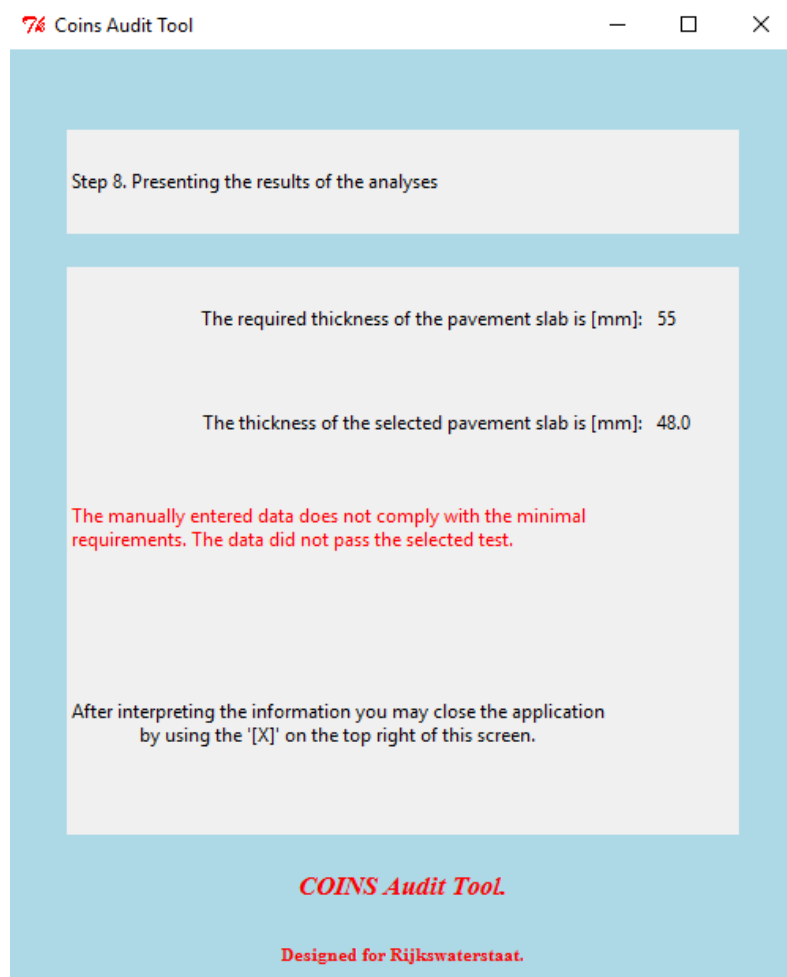 Coins Audit Tool
Step 8. Presenting the results of the analyses
The required thickness of the pavement slab is [mm]: 55
The thickness of the selected pavement slab is [mm]: 48.0
The manually entered data does not comply with the minimal
requirements. The data did not pass the selected test.
After interpreting the information you may close the application
by using the '[X]' on the top right of this screen.
COINS Audit Tool.
Designed for Rijkswaterstaat.